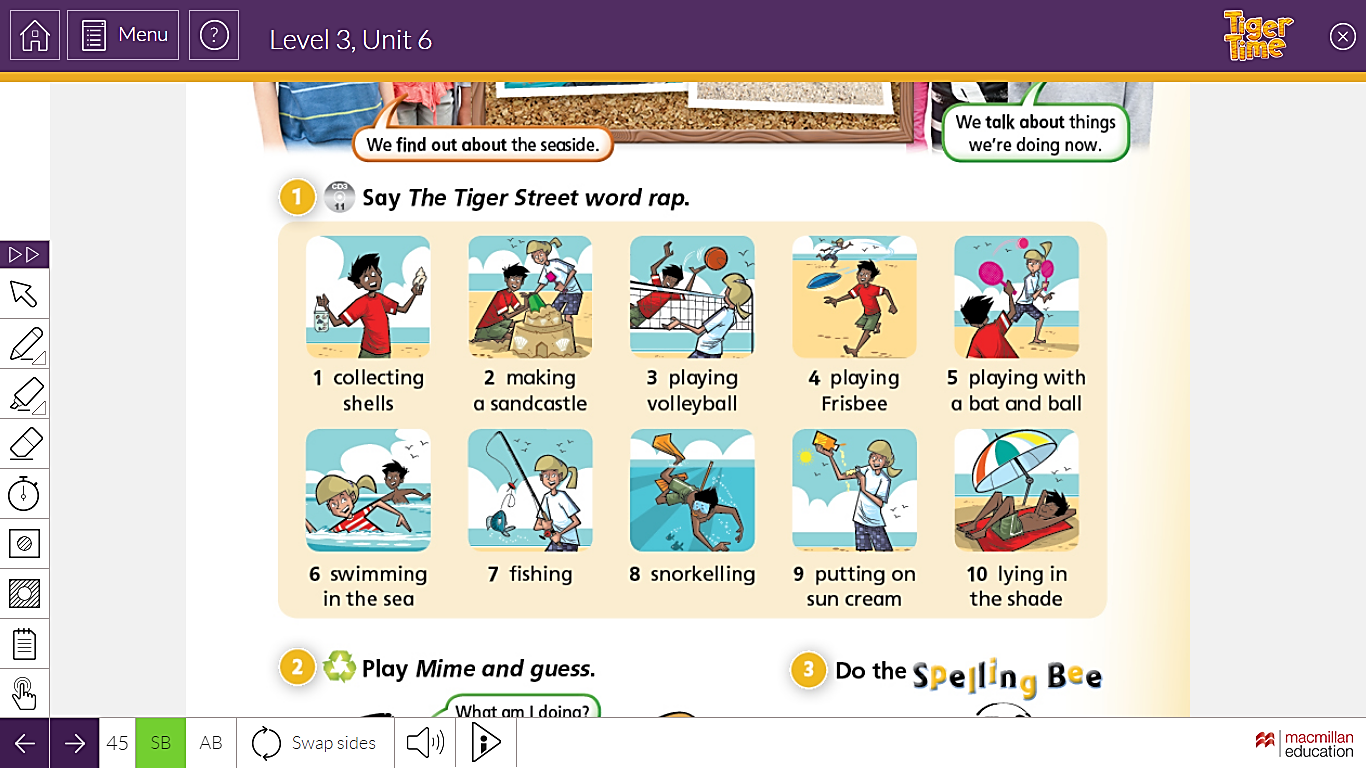 Menu
?
Level 3, Unit 6
Tiger
Time
We find out about the seaside.
We talk about things
we're doing now.
1 CD3 11 Say The Tiger Street word rap.
1 collecting
shells
2 making
a sandcastle
3 playing
volleyball
4 playing
Frisbee
5 playing with
a bat and ball
6 swimming
in the sea
7 fishing
8 snorkelling
9 putting on
sun cream
10 lying in
the shade
2 Play Mime and guess.
What am I doing?
3 Do the Spelling Bee
45
SB
AB
Swap sides
macmillan
education